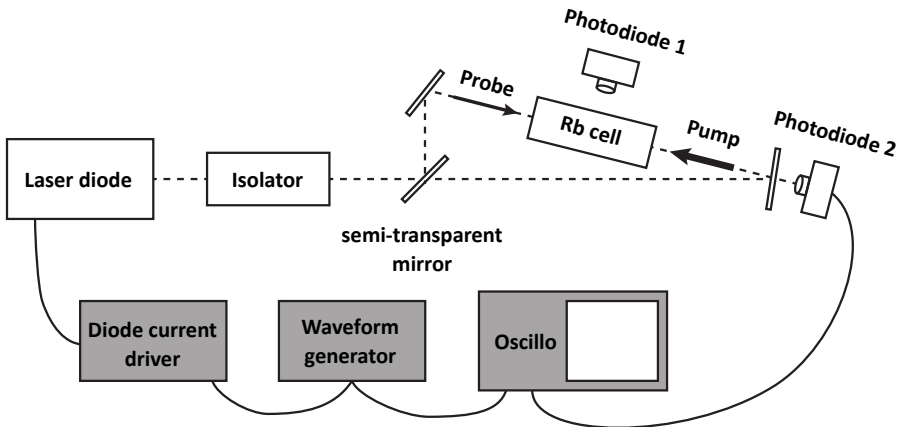 Photodiode 1
Probe
Rb cell
Pump
Photodiode 2
Laser diode
Isolator
semi-transparent
mirror
Diode current
driver
Waveform
generator
Oscillo